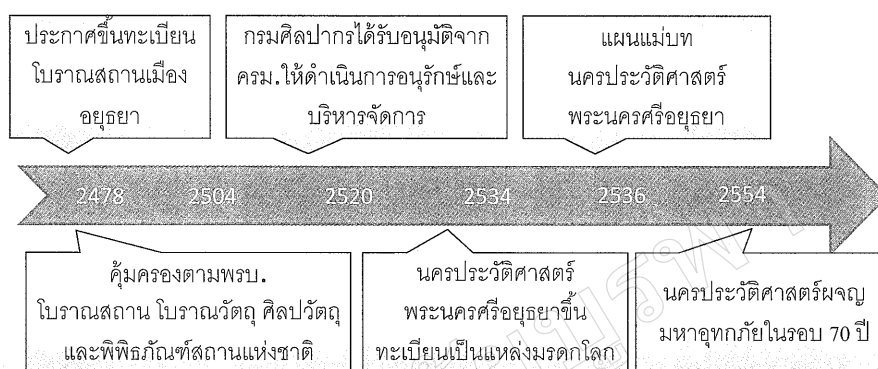 ประกาศขึ้นทะเบียน
โบราณสถานเมือง
อยุธยา
กรมศิลปากรได้รับอนุมัติจาก
ครม.ให้ดำเนินการอนุรักษ์และ
บริหารจัดการ
แผนแม่บท
นครประวัติศาสตร์
พระนครศรีอยุธยา
2478 2504 2520 2534 2536 2554
คุ้มครองตามพรบ.
โบราณสถาน โบราณวัตถุ ศิลปวัตถุ
และพิพิธภัณฑ์สถานแห่งชาติ
นครประวัติศาสตร์
พระนครศรีอยุธยาขึ้น
ทะเบียนเป็นแหล่งมรดกโลก
นครประวัติศาสตร์ผจญ
มหาอุทกภัยในรอบ 70 ปี